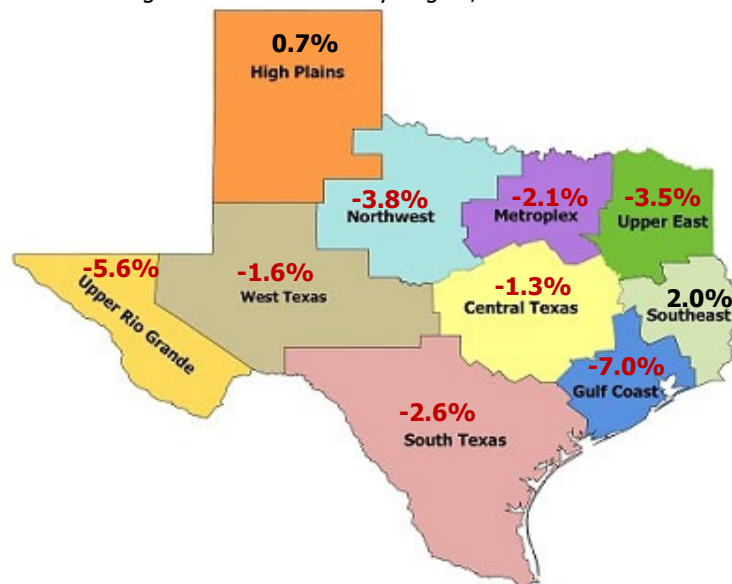 0.7%
High Plains
-3.8%
Northwest
-2.1%
Metroplex
-3.5%
Upper East
-5.6%
Upper Rio Grande
-1.6%
West Texas
-1.3%
Central Texas
2.0%
Southeast
-7.0%
Gulf Coast
-2.6%
South Texas